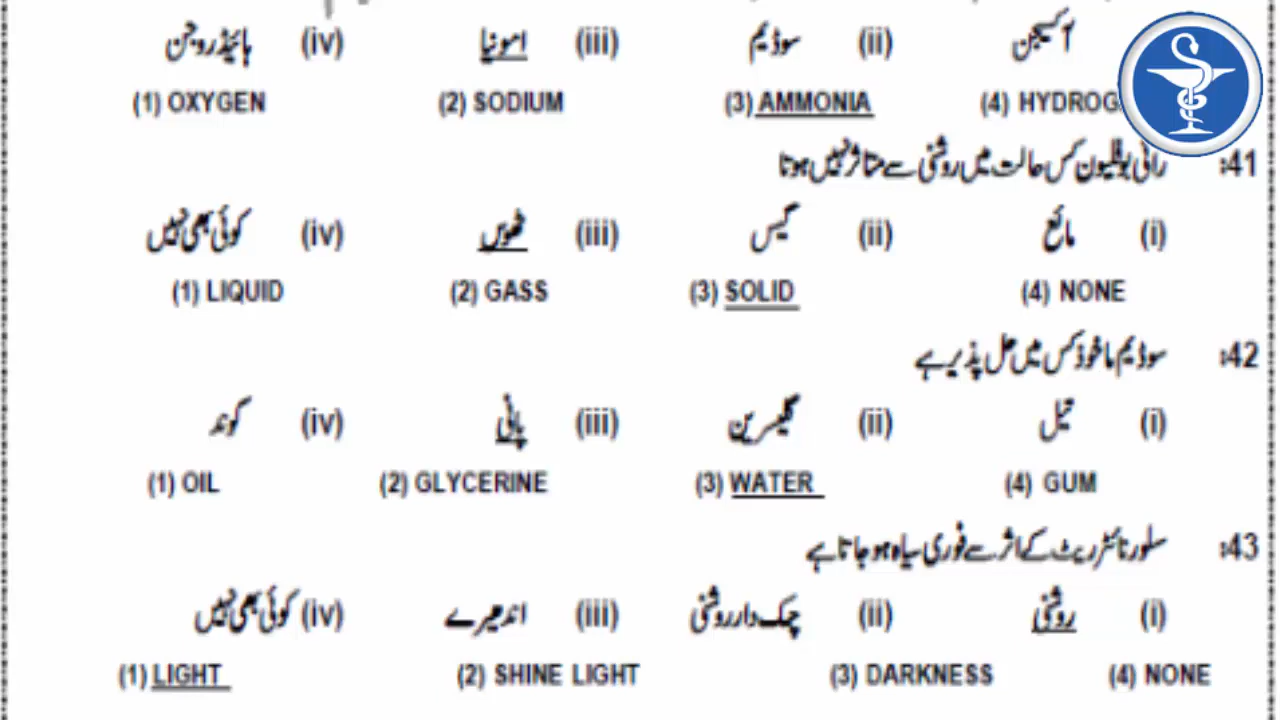 آکسیجن (ii) سوڈیم (iii) امونیا (iv) ہائیڈروجن
(1) OXYGEN (2) SODIUM (3) AMMONIA (4) HYDROG
41: رائی بوفلیون کس حالت میں روشنی سے متاثر نہیں ہوتا
(i) مائع (ii) گیس (iii) ٹھوس (iv) کوئی بھی نہیں
(1) LIQUID (2) GASS (3) SOLID (4) NONE
42: سوڈیم ماخوذ کس میں حل پذیر ہے
(i) تیل (ii) گلیسرین (iii) پانی (iv) گوند
(1) OIL (2) GLYCERINE (3) WATER (4) GUM
43: سلور نائٹریٹ کے اثر سے فوری سیاہ ہو جاتا ہے
(i) روشنی (ii) چمک دار روشنی (iii) اندھیرے (iv) کوئی بھی نہیں
(1) LIGHT (2) SHINE LIGHT (3) DARKNESS (4) NONE